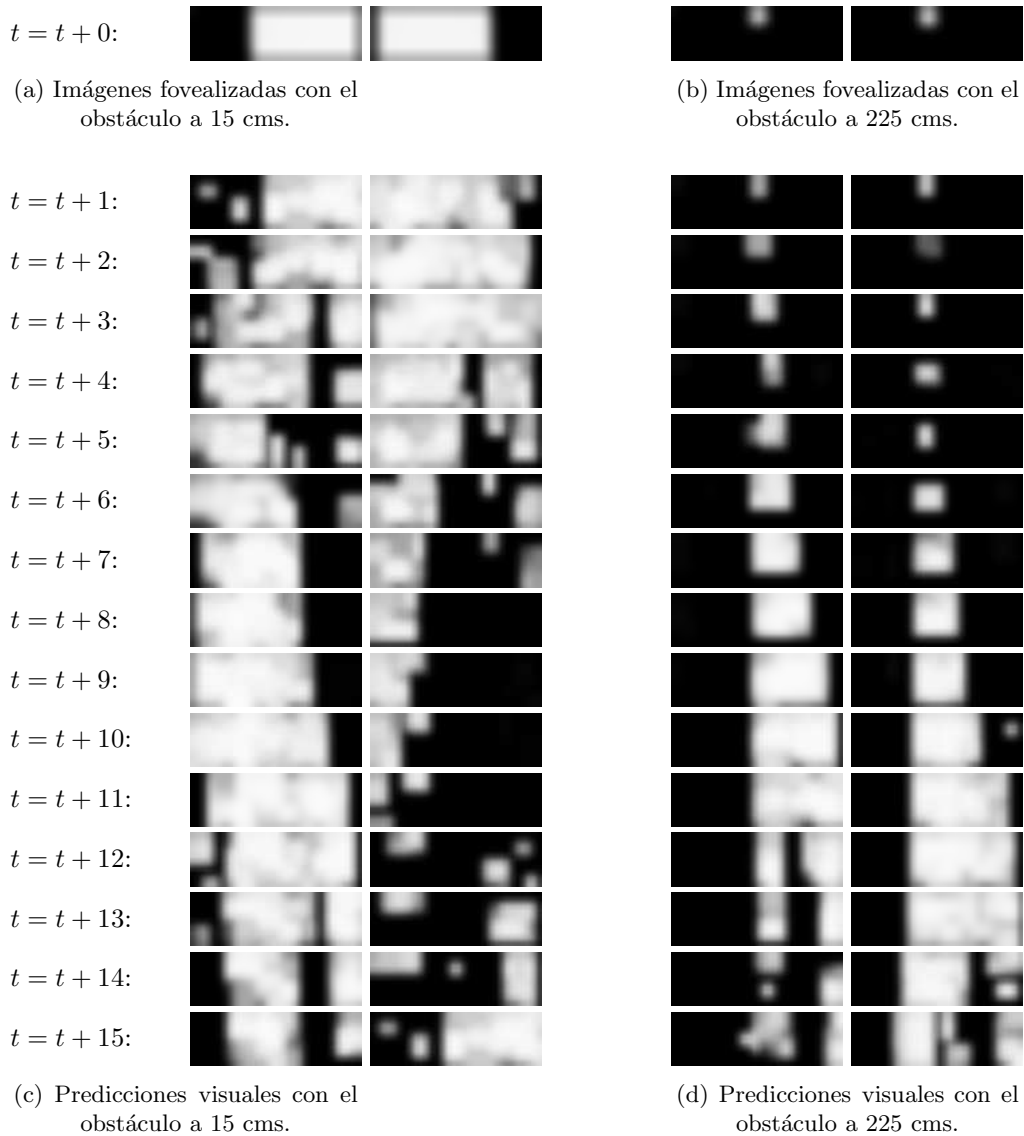 t = t + 0:
(a) Imágenes fovealizadas con el
obstáculo a 15 cms.
(b) Imágenes fovealizadas con el
obstáculo a 225 cms.
t = t + 1:
t = t + 2:
t = t + 3:
t = t + 4:
t = t + 5:
t = t + 6:
t = t + 7:
t = t + 8:
t = t + 9:
t = t + 10:
t = t + 11:
t = t + 12:
t = t + 13:
t = t + 14:
t = t + 15:
(c) Predicciones visuales con el
obstáculo a 15 cms.
(d) Predicciones visuales con el
obstáculo a 225 cms.